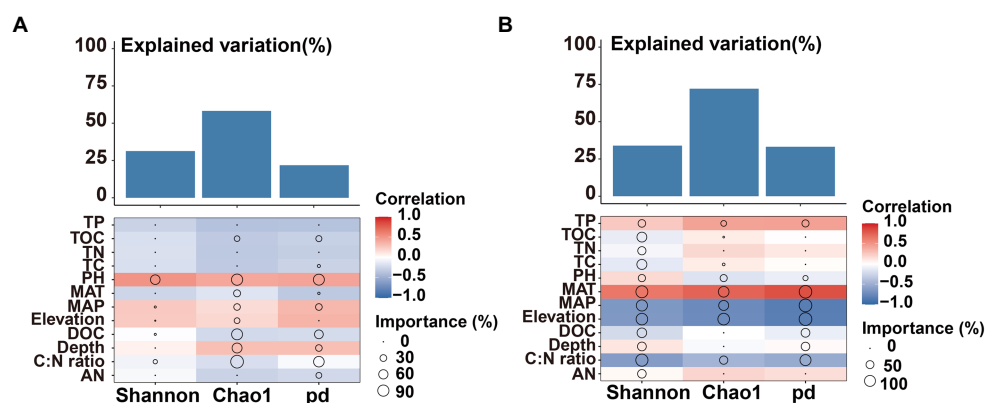 A
Explained variation(%)
100
75
50
25
0
TP
TOC
TN
TC
PH
MAT
MAP
Elevation
DOC
Depth
C:N ratio
AN
Shannon Chao1 pd
Correlation
1.0
0.5
0.0
−0.5
−1.0
Importance (%)
0
30
60
90
B
Explained variation(%)
100
75
50
25
0
TP
TOC
TN
TC
PH
MAT
MAP
Elevation
DOC
Depth
C:N ratio
AN
Shannon Chao1 pd
Correlation
1.0
0.5
0.0
−0.5
−1.0
Importance (%)
0
50
100